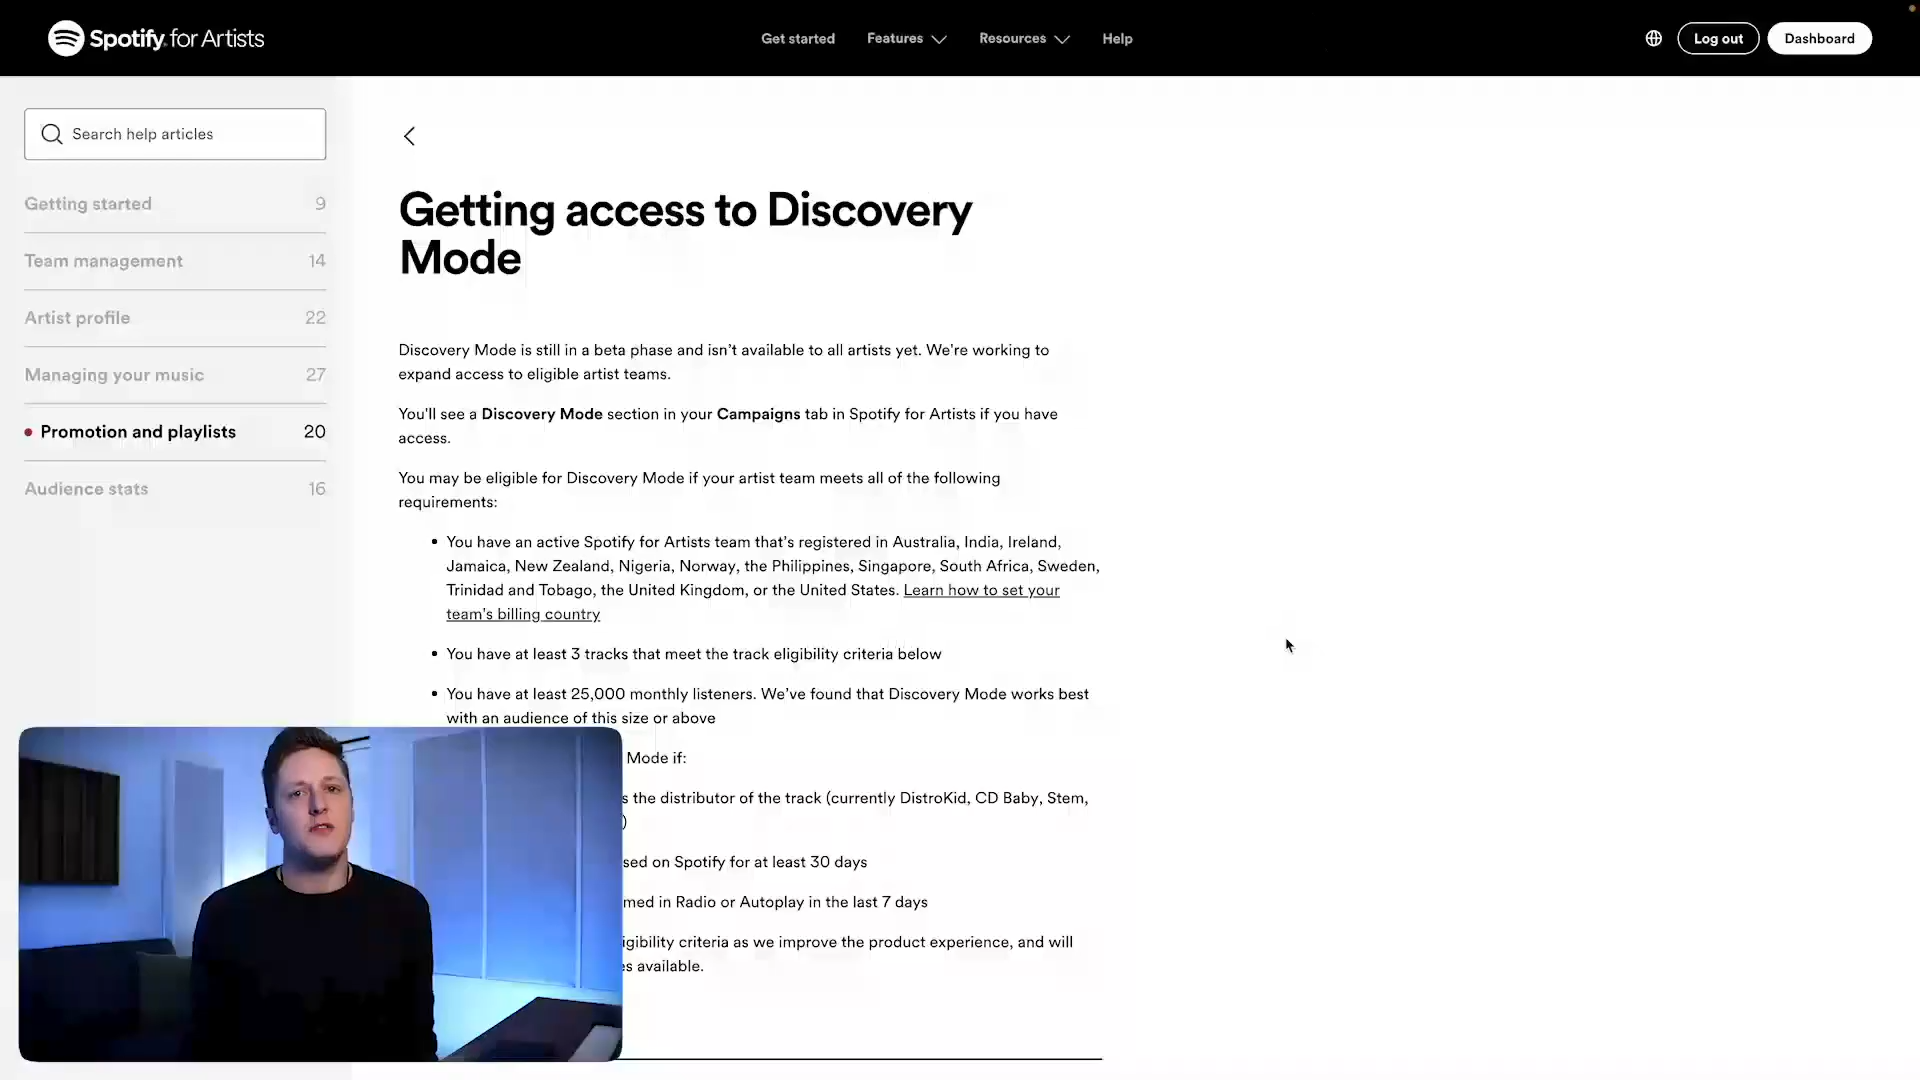 Spotify for Artists
Get started
Features
Resources
Help
Log out
Dashboard
Search help articles
Getting started 9
Team management 14
Artist profile 22
Managing your music 27
Promotion and playlists 20
Audience stats 16
Getting access to Discovery
Mode
Discovery Mode is still in a beta phase and isn't available to all artists yet. We're working to
expand access to eligible artist teams.
You'll see a Discovery Mode section in your Campaigns tab in Spotify for Artists if you have
access.
You may be eligible for Discovery Mode if your artist team meets all of the following
requirements:
• You have an active Spotify for Artists team that's registered in Australia, India, Ireland,
Jamaica, New Zealand, Nigeria, Norway, the Philippines, Singapore, South Africa, Sweden,
Trinidad and Tobago, the United Kingdom, or the United States. Learn how to set your
team's billing country
• You have at least 3 tracks that meet the track eligibility criteria below
• You have at least 25,000 monthly listeners. We've found that Discovery Mode works best
with an audience of this size or above
Mode if:
s the distributor of the track (currently DistroKid, CD Baby, Stem,
)
sed on Spotify for at least 30 days
med in Radio or Autoplay in the last 7 days
igibility criteria as we improve the product experience, and will
es available.